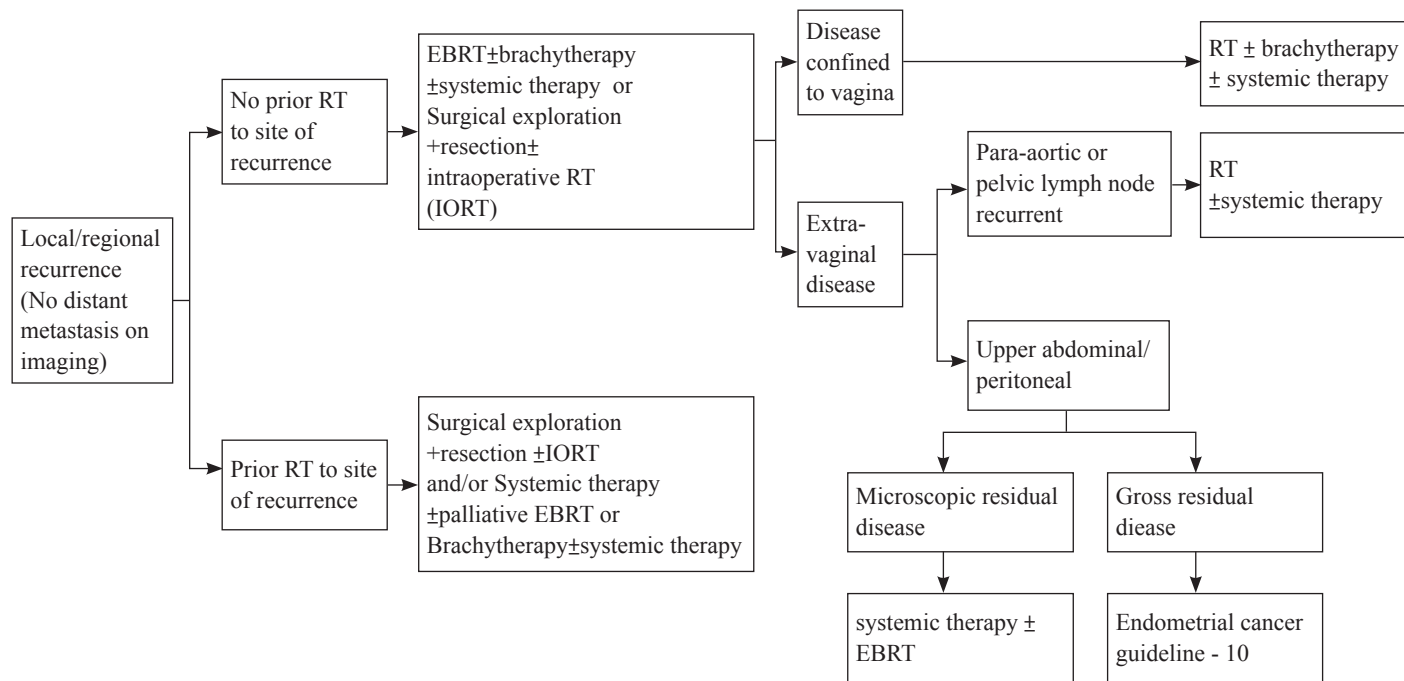 Local/regional
recurrence
(No distant
metastasis on
imaging)
No prior RT
to site of
recurrence
EBRT±brachytherapy
±systemic therapy or
Surgical exploration
+resection±
intraoperative RT
(IORT)
Disease
confined
to vagina
RT ± brachytherapy
± systemic therapy
Extra-
vaginal
disease
Para-aortic or
pelvic lymph node
recurrent
RT
±systemic therapy
Upper abdominal/
peritoneal
Microscopic residual
disease
systemic therapy ±
EBRT
Gross residual
diease
Endometrial cancer
guideline - 10
Prior RT to site
of recurrence
Surgical exploration
+resection ±IORT
and/or Systemic therapy
±palliative EBRT or
Brachytherapy±systemic therapy